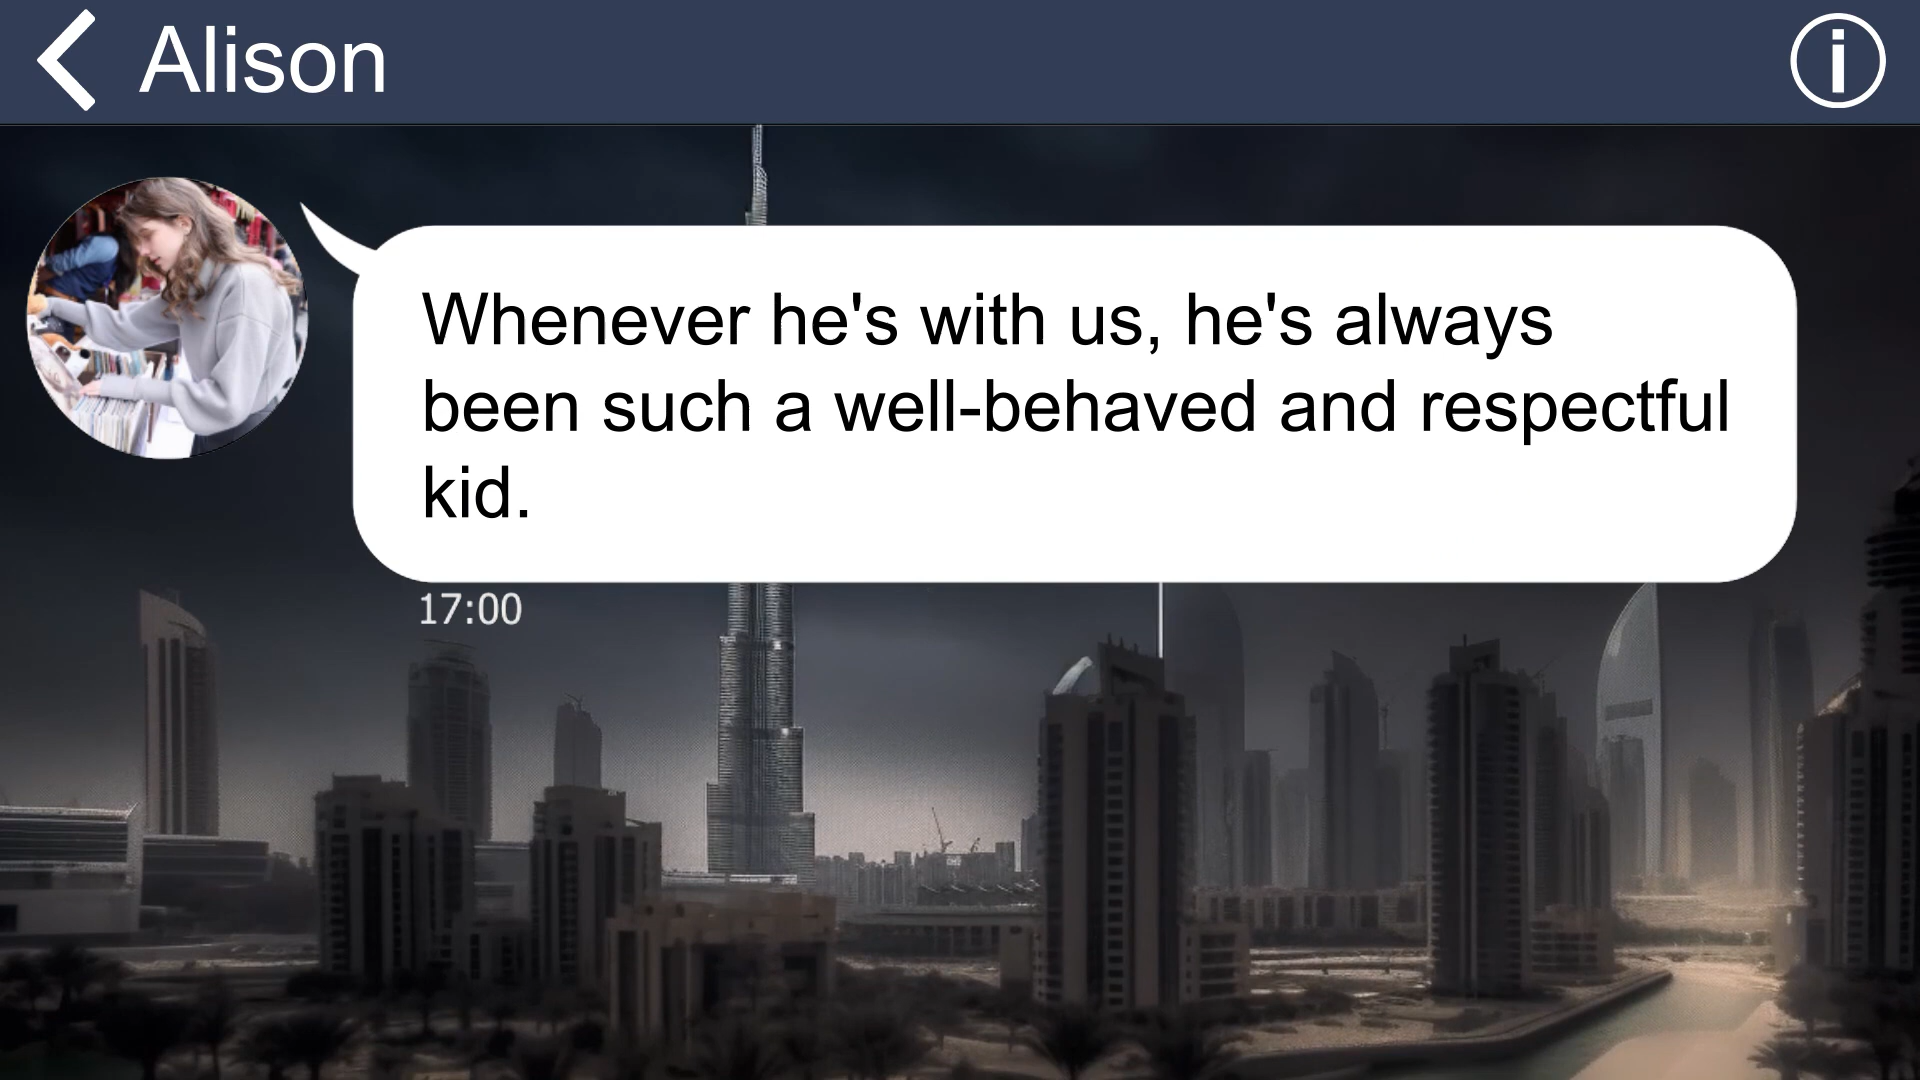 Alison
Whenever he's with us, he's always
been such a well-behaved and respectful
kid.
17:00